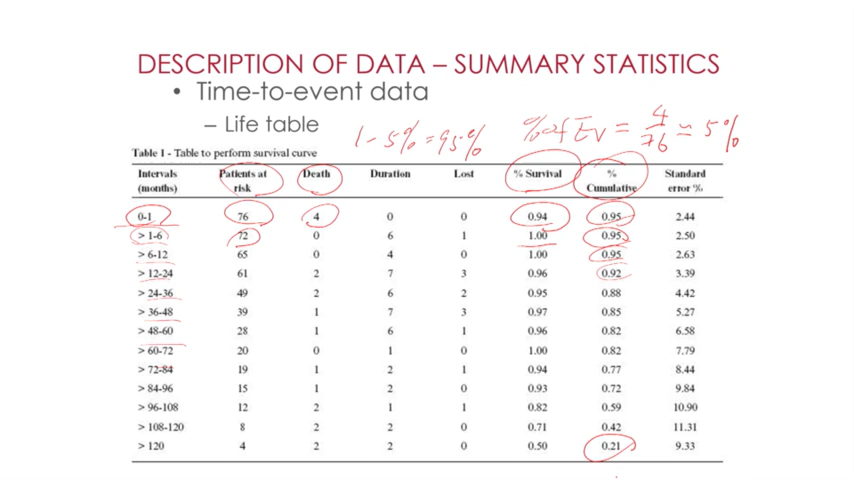 DESCRIPTION OF DATA – SUMMARY STATISTICS
• Time-to-event data
– Life table
1-5%=95%
% of Ev = 4/76 ≈ 5%
Table 1 - Table to perform survival curve
Intervals (months) Patients at risk Death Duration Lost % Survival % Cumulative Standard error %
0-1 76 4 0 0 0.94 0.95 2.44
> 1-6 72 0 6 1 1.00 0.95 2.50
> 6-12 65 0 4 0 1.00 0.95 2.63
> 12-24 61 2 7 3 0.96 0.92 3.39
> 24-36 49 2 6 2 0.95 0.88 4.42
> 36-48 39 1 7 3 0.97 0.85 5.27
> 48-60 28 1 6 1 0.96 0.82 6.58
> 60-72 20 0 1 0 1.00 0.82 7.79
> 72-84 19 1 2 1 0.94 0.77 8.44
> 84-96 15 1 2 0 0.93 0.72 9.84
> 96-108 12 2 1 1 0.82 0.59 10.90
> 108-120 8 2 2 0 0.71 0.42 11.31
> 120 4 2 2 0 0.50 0.21 9.33